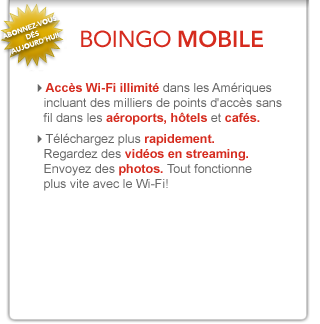 ABONNEZ-VOUS
DÈS
AUJOURD'HUI!
BOINGO MOBILE
Accès Wi-Fi illimité dans les Amériques
incluant des milliers de points d'accès sans
fil dans les aéroports, hôtels et cafés.
Téléchargez plus rapidement.
Regardez des vidéos en streaming.
Envoyez des photos. Tout fonctionne
plus vite avec le Wi-Fi!